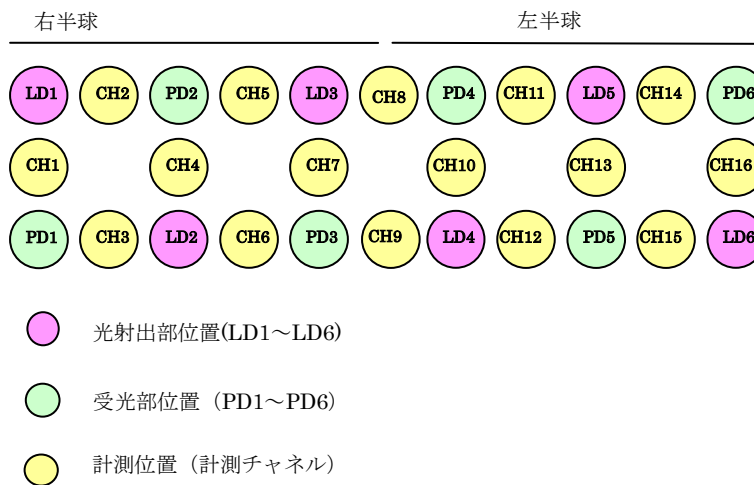 右半球 左半球
LD1 CH2 PD2 CH5 LD3 CH8 PD4 CH11 LD5 CH14 PD6
CH1 CH4 CH7 CH10 CH13 CH16
PD1 CH3 LD2 CH6 PD3 CH9 LD4 CH12 PD5 CH15 LD6
光射出部位置(LD1～LD6)
受光部位置（PD1～PD6）
計測位置（計測チャネル）